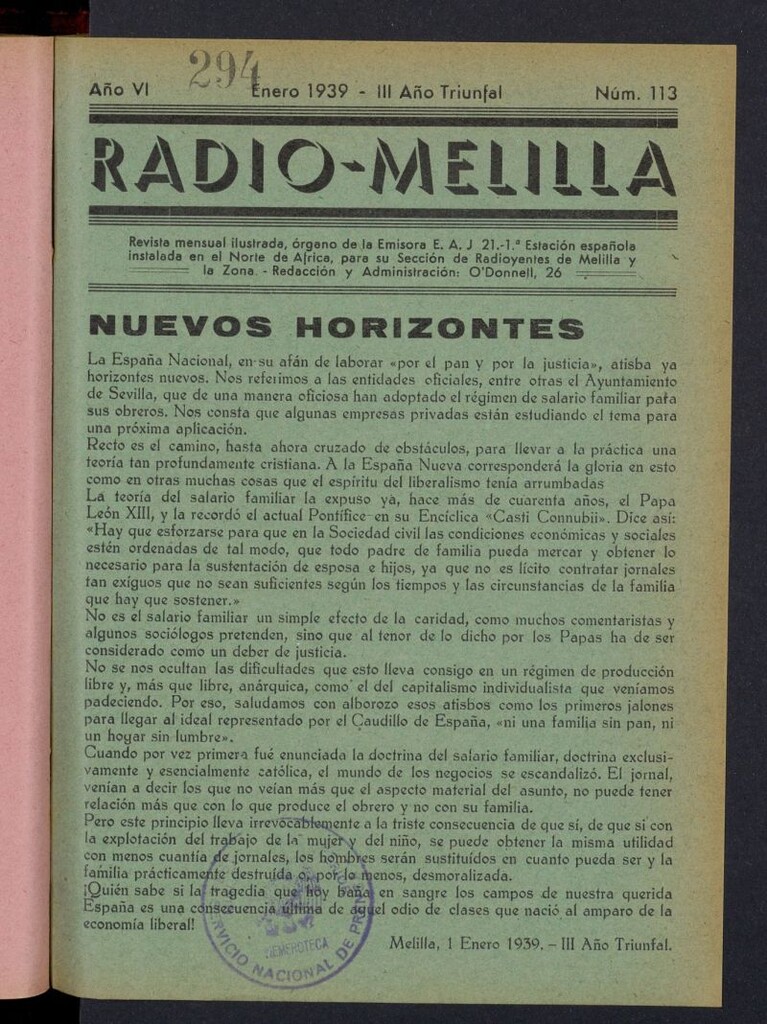 294
Año VI Enero 1939 - III Año Triunfal Núm. 113
RADIO-MELILLA
Revista mensual ilustrada, órgano de la Emisora E. A. J 21.-1.ª Estación española
instalada en el Norte de Africa, para su Sección de Radioyentes de Melilla y
la Zona. - Redacción y Administración: O'Donnell, 26
NUEVOS HORIZONTES
La España Nacional, en su afán de laborar «por el pan y por la justicia», atisba ya
horizontes nuevos. Nos referimos a las entidades oficiales, entre otras el Ayuntamiento
de Sevilla, que de una manera oficiosa han adoptado el régimen de salario familiar para
sus obreros. Nos consta que algunas empresas privadas están estudiando el tema para
una próxima aplicación.
Recto es el camino, hasta ahora cruzado de obstáculos, para llevar a la práctica una
teoría tan profundamente cristiana. A la España Nueva corresponderá la gloria en esto
como en otras muchas cosas que el espíritu del liberalismo tenía arrumbadas
La teoría del salario familiar la expuso ya, hace más de cuarenta años, el Papa
León XIII, y la recordó el actual Pontífice en su Encíclica «Casti Connubii». Dice así:
«Hay que esforzarse para que en la Sociedad civil las condiciones económicas y sociales
estén ordenadas de tal modo, que todo padre de familia pueda mercar y obtener lo
necesario para la sustentación de esposa e hijos, ya que no es lícito contratar jornales
tan exiguos que no sean suficientes según los tiempos y las circunstancias de la familia
que hay que sostener.»
No es el salario familiar un simple efecto de la caridad, como muchos comentaristas y
algunos sociólogos pretenden, sino que al tenor de lo dicho por los Papas ha de ser
considerado como un deber de justicia.
No se nos ocultan las dificultades que esto lleva consigo en un régimen de producción
libre y, más que libre, anárquica, como el del capitalismo individualista que veníamos
padeciendo. Por eso, saludamos con alborozo esos atisbos como los primeros jalones
para llegar al ideal representado por el Caudillo de España, «ni una familia sin pan, ni
un hogar sin lumbre».
Cuando por vez primera fué enunciada la doctrina del salario familiar, doctrina exclusi-
vamente y esencialmente católica, el mundo de los negocios se escandalizó. El jornal,
venían a decir los que no veían más que el aspecto material del asunto, no puede tener
relación más que con lo que produce el obrero y no con su familia.
Pero este principio lleva irrevocablemente a la triste consecuencia de que sí, de que si con
la explotación del trabajo de la mujer y del niño, se puede obtener la misma utilidad
con menos cuantía de jornales, los hombres serán sustituídos en cuanto pueda ser y la
familia prácticamente destruída o, por lo menos, desmoralizada.
¡Quién sabe si la tragedia que hoy baña en sangre los campos de nuestra querida
España es una consecuencia última de aquel odio de clases que nació al amparo de la
economía liberal!
Melilla, 1 Enero 1939. - III Año Triunfal.
HEMEROTECA
SERVICIO NACIONAL DE